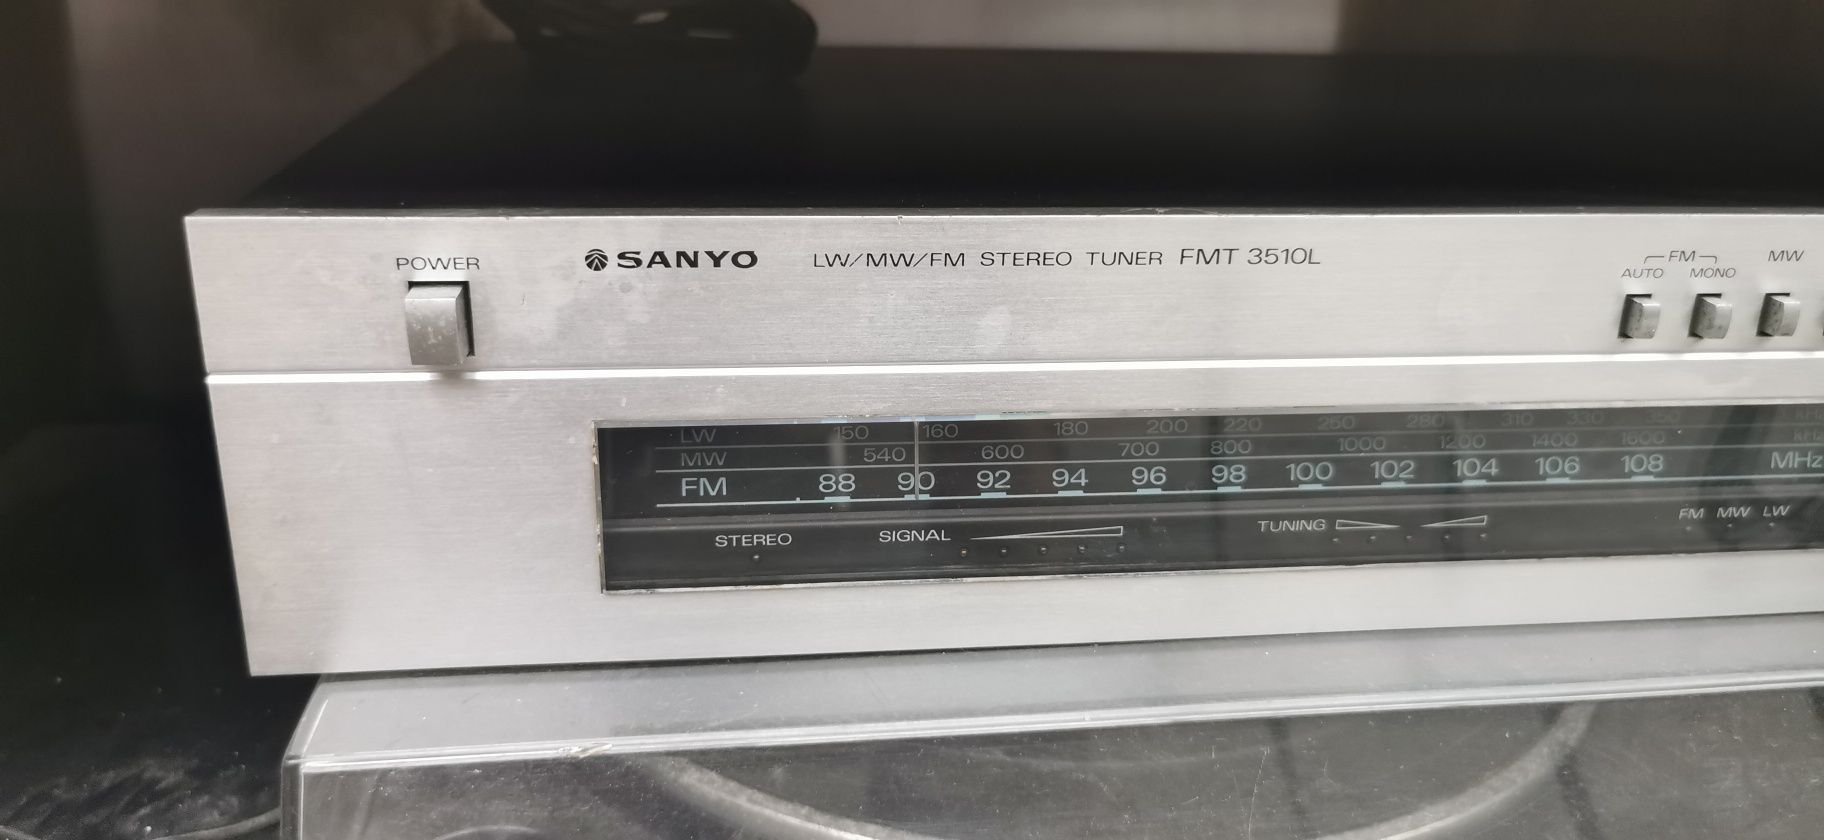 POWER
SANYO LW/MW/FM STEREO TUNER FMT 3510L
FM MW
AUTO MONO
LW 150 160 180 200 220 250 280 310 330 350 kHz
MW 540 600 700 800 1000 1200 1400 1600 kHz
FM 88 90 92 94 96 98 100 102 104 106 108 MHz
STEREO SIGNAL TUNING FM MW LW